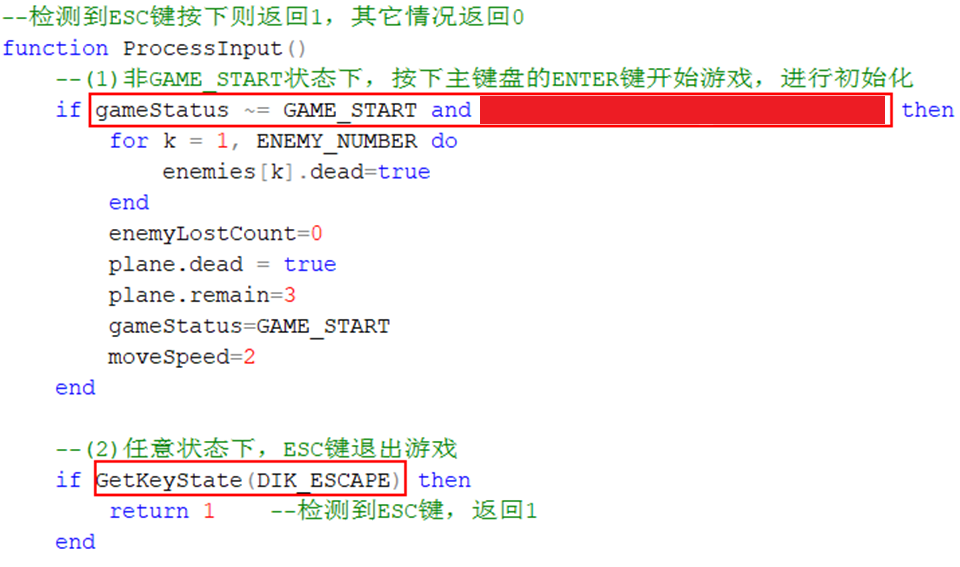 --检测到ESC键按下则返回1，其它情况返回0
function ProcessInput()
    --(1)非GAME_START状态下，按下主键盘的ENTER键开始游戏，进行初始化
    if gameStatus ~= GAME_START and then
        for k = 1, ENEMY_NUMBER do
            enemies[k].dead=true
        end
        enemyLostCount=0
        plane.dead = true
        plane.remain=3
        gameStatus=GAME_START
        moveSpeed=2
    end
    --(2)任意状态下，ESC键退出游戏
    if GetKeyState(DIK_ESCAPE) then
        return 1    --检测到ESC键，返回1
    end